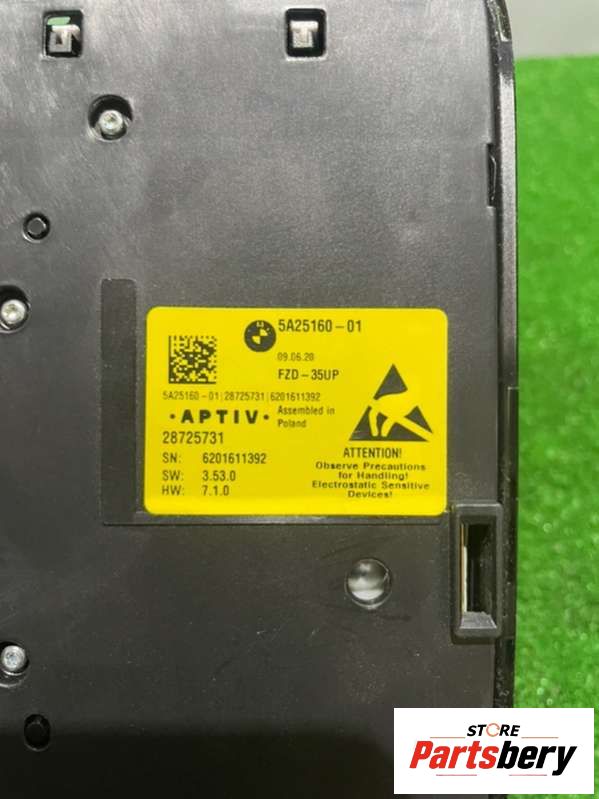 5A25160-01
09.06.20
FZD-35UP
5A25160-01|28725731|6201611392
• APTIV •
Assembled in
Poland
28725731
SN: 6201611392
SW: 3.53.0
HW: 7.1.0
ATTENTION!
Observe Precautions
for Handling!
Electrostatic Sensitive
Devices!
STORE
Partsbery